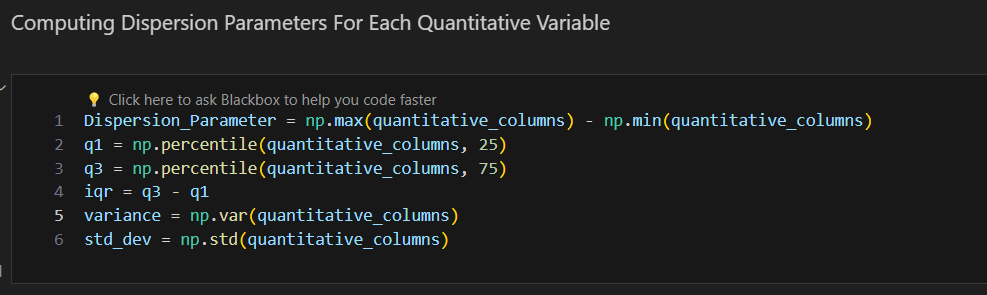 Computing Dispersion Parameters For Each Quantitative Variable
💡 Click here to ask Blackbox to help you code faster
1 Dispersion_Parameter = np.max(quantitative_columns) - np.min(quantitative_columns)
2 q1 = np.percentile(quantitative_columns, 25)
3 q3 = np.percentile(quantitative_columns, 75)
4 iqr = q3 - q1
5 variance = np.var(quantitative_columns)
6 std_dev = np.std(quantitative_columns)